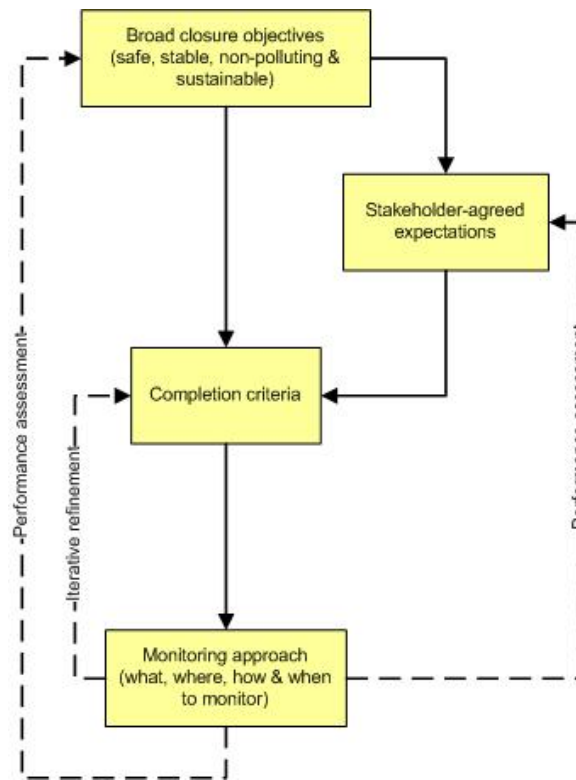 Broad closure objectives
(safe, stable, non-polluting &
sustainable)
Stakeholder-agreed
expectations
Completion criteria
Monitoring approach
(what, where, how & when
to monitor)
Performance assessment
Iterative refinement